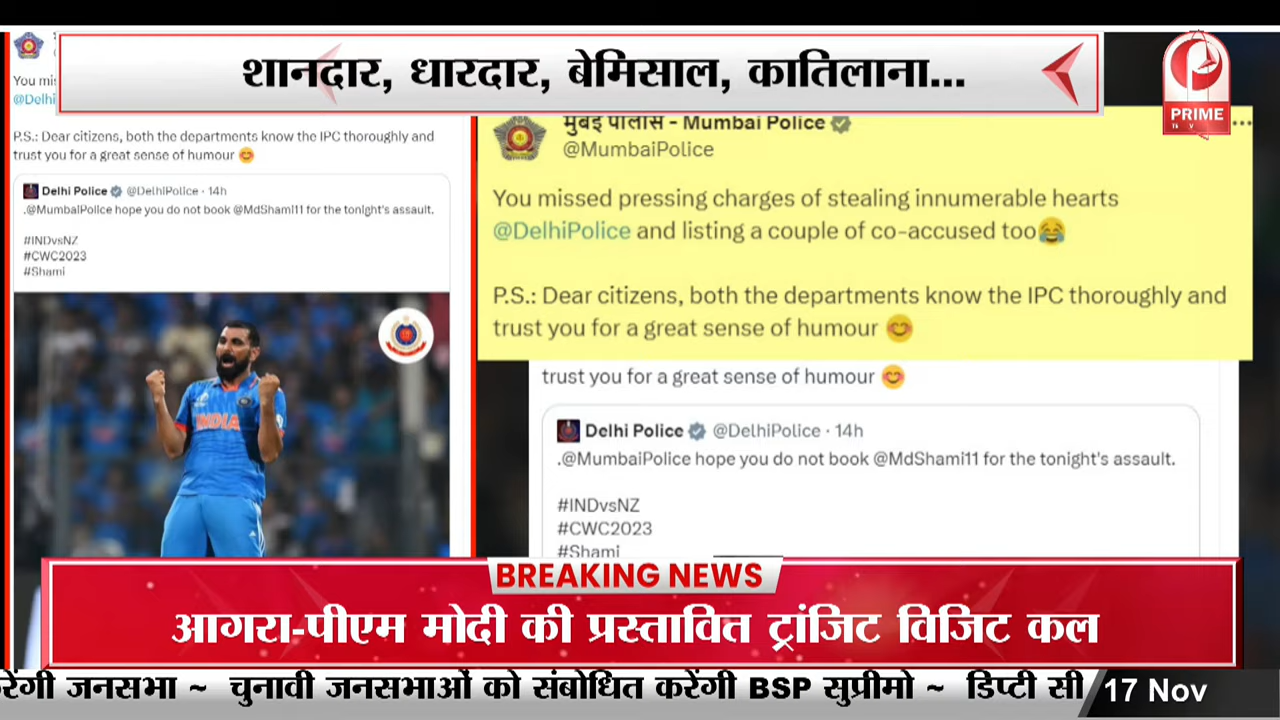 शानदार, धारदार, बेमिसाल, कातिलाना...
PRIME
TV
You mis
@Delhi
P.S.: Dear citizens, both the departments know the IPC thoroughly and
trust you for a great sense of humour 😊
Delhi Police @DelhiPolice · 14h
.@MumbaiPolice hope you do not book @MdShami11 for the tonight's assault.
#INDvsNZ
#CWC2023
#Shami
INDIA
मुंबई पोलीस - Mumbai Police
@MumbaiPolice
You missed pressing charges of stealing innumerable hearts
@DelhiPolice and listing a couple of co-accused too😂
P.S.: Dear citizens, both the departments know the IPC thoroughly and
trust you for a great sense of humour 😊
trust you for a great sense of humour 😊
Delhi Police @DelhiPolice · 14h
.@MumbaiPolice hope you do not book @MdShami11 for the tonight's assault.
#INDvsNZ
#CWC2023
#Shami
BREAKING NEWS
आगरा-पीएम मोदी की प्रस्तावित ट्रांजिट विजिट कल
रेंगी जनसभा ~ चुनावी जनसभाओं को संबोधित करेंगी BSP सुप्रीमो ~ डिप्टी सी
17 Nov